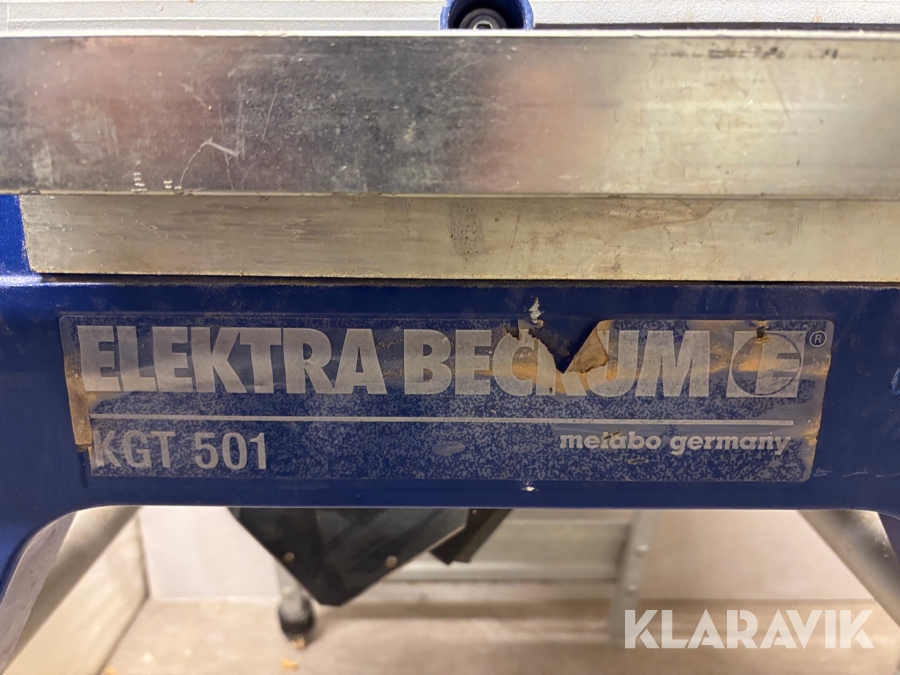 ELEKTRA BECKUM E ®
KGT 501
metabo germany
KLARAVIK